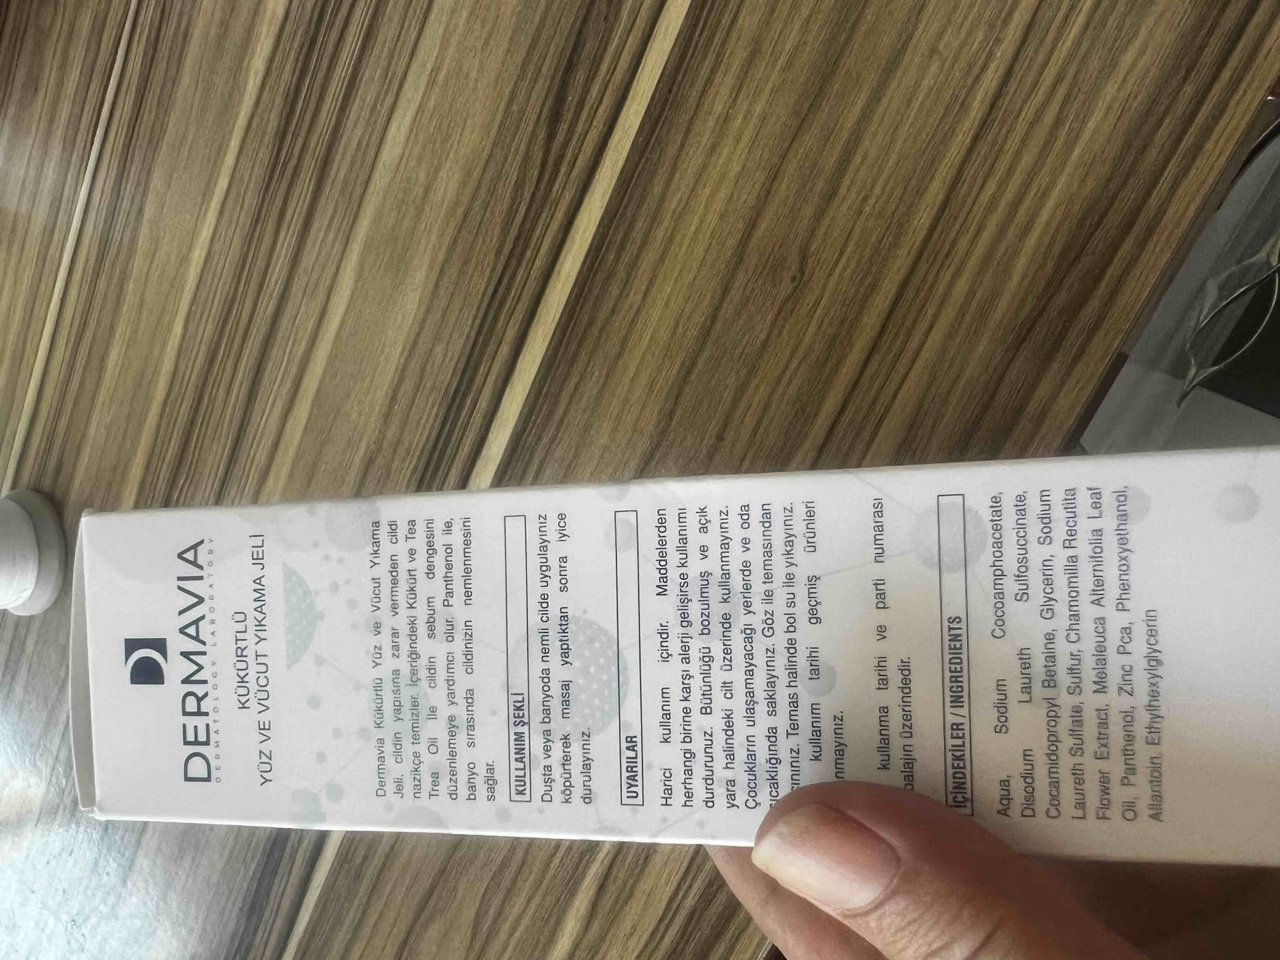 DERMAVIA
DERMATOLOGY LABORATORY
KÜKÜRTLÜ
YÜZ VE VÜCUT YIKAMA JELİ
Dermavia Kükürtlü Yüz ve Vücut Yıkama
Jeli, cildin yapısına zarar vermeden cildi
nazikçe temizler. İçeriğindeki Kükürt ve Tea
Trea Oil ile cildin sebum dengesini
düzenlemeye yardımcı olur. Panthenol ile,
banyo sırasında cildinizin nemlenmesini
sağlar.
KULLANIM ŞEKLİ
Duşta veya banyoda nemli cilde uygulayınız
köpürterek masaj yaptıktan sonra iyice
durulayınız.
UYARILAR
Harici kullanım içindir. Maddelerden
herhangi birine karşı alerji gelişirse kullanımı
durdurunuz. Bütünlüğü bozulmuş ve açık
yara halindeki cilt üzerinde kullanmayınız.
Çocukların ulaşamayacağı yerlerde ve oda
sıcaklığında saklayınız. Göz ile temasından
Temas halinde bol su ile yıkayınız.
kullanım tarihi geçmiş ürünleri
kullanma tarihi ve parti numarası
üzerindedir.
İÇİNDEKİLER / INGREDIENTS
Aqua, Sodium Cocoamphoacetate,
Disodium Laureth Sulfosuccinate,
Cocamidopropyl Betaine, Glycerin, Sodium
Laureth Sulfate, Sulfur, Chamomilla Recutita
Flower Extract, Melaleuca Alternifolia Leaf
Oil, Panthenol, Zinc Pca, Phenoxyethanol,
Allantoin, Ethylhexylglycerin